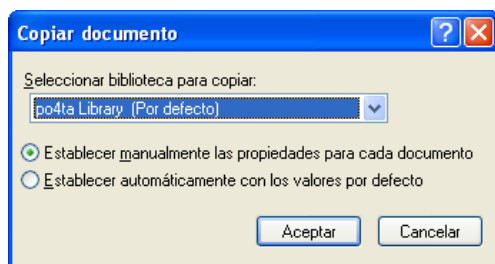 Copiar documento
Seleccionar biblioteca para copiar:
po4ta Library (Por defecto)
Establecer manualmente las propiedades para cada documento
Establecer automáticamente con los valores por defecto
Aceptar Cancelar